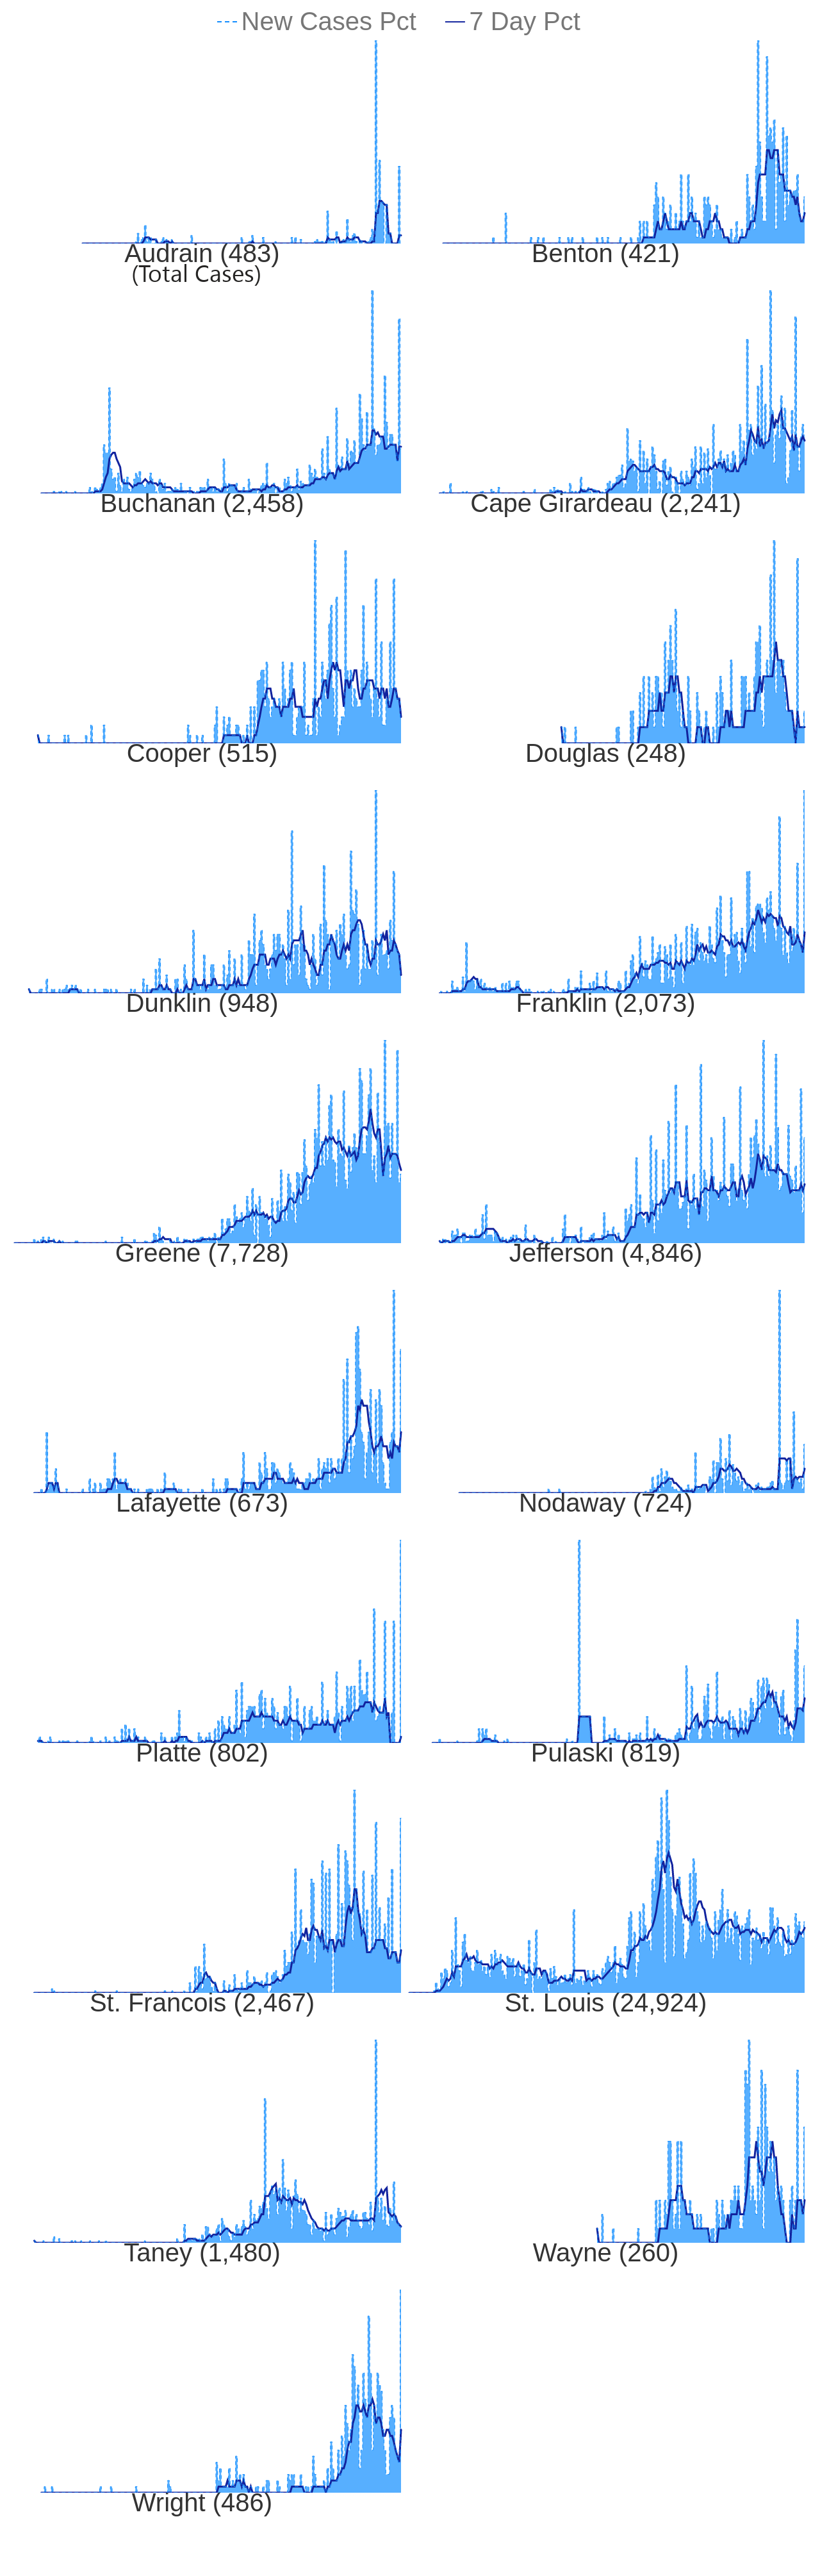 New Cases Pct 7 Day Pct
Audrain (483) Benton (421)
(Total Cases)
Buchanan (2,458) Cape Girardeau (2,241)
Cooper (515) Douglas (248)
Dunklin (948) Franklin (2,073)
Greene (7,728) Jefferson (4,846)
Lafayette (673) Nodaway (724)
Platte (802) Pulaski (819)
St. Francois (2,467) St. Louis (24,924)
Taney (1,480) Wayne (260)
Wright (486)